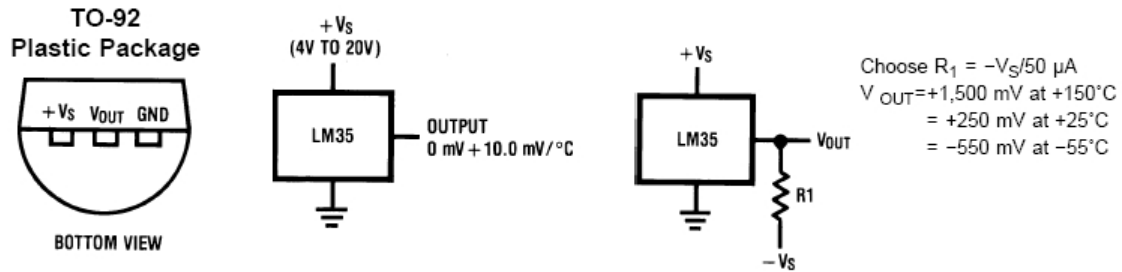 TO-92
Plastic Package
+VS VOUT GND
BOTTOM VIEW
+VS
(4V TO 20V)
LM35
OUTPUT
0 mV + 10.0 mV/°C
+VS
LM35
VOUT
R1
−VS
Choose R1 = −VS/50 µA
V OUT=+1,500 mV at +150°C
= +250 mV at +25°C
= −550 mV at −55°C